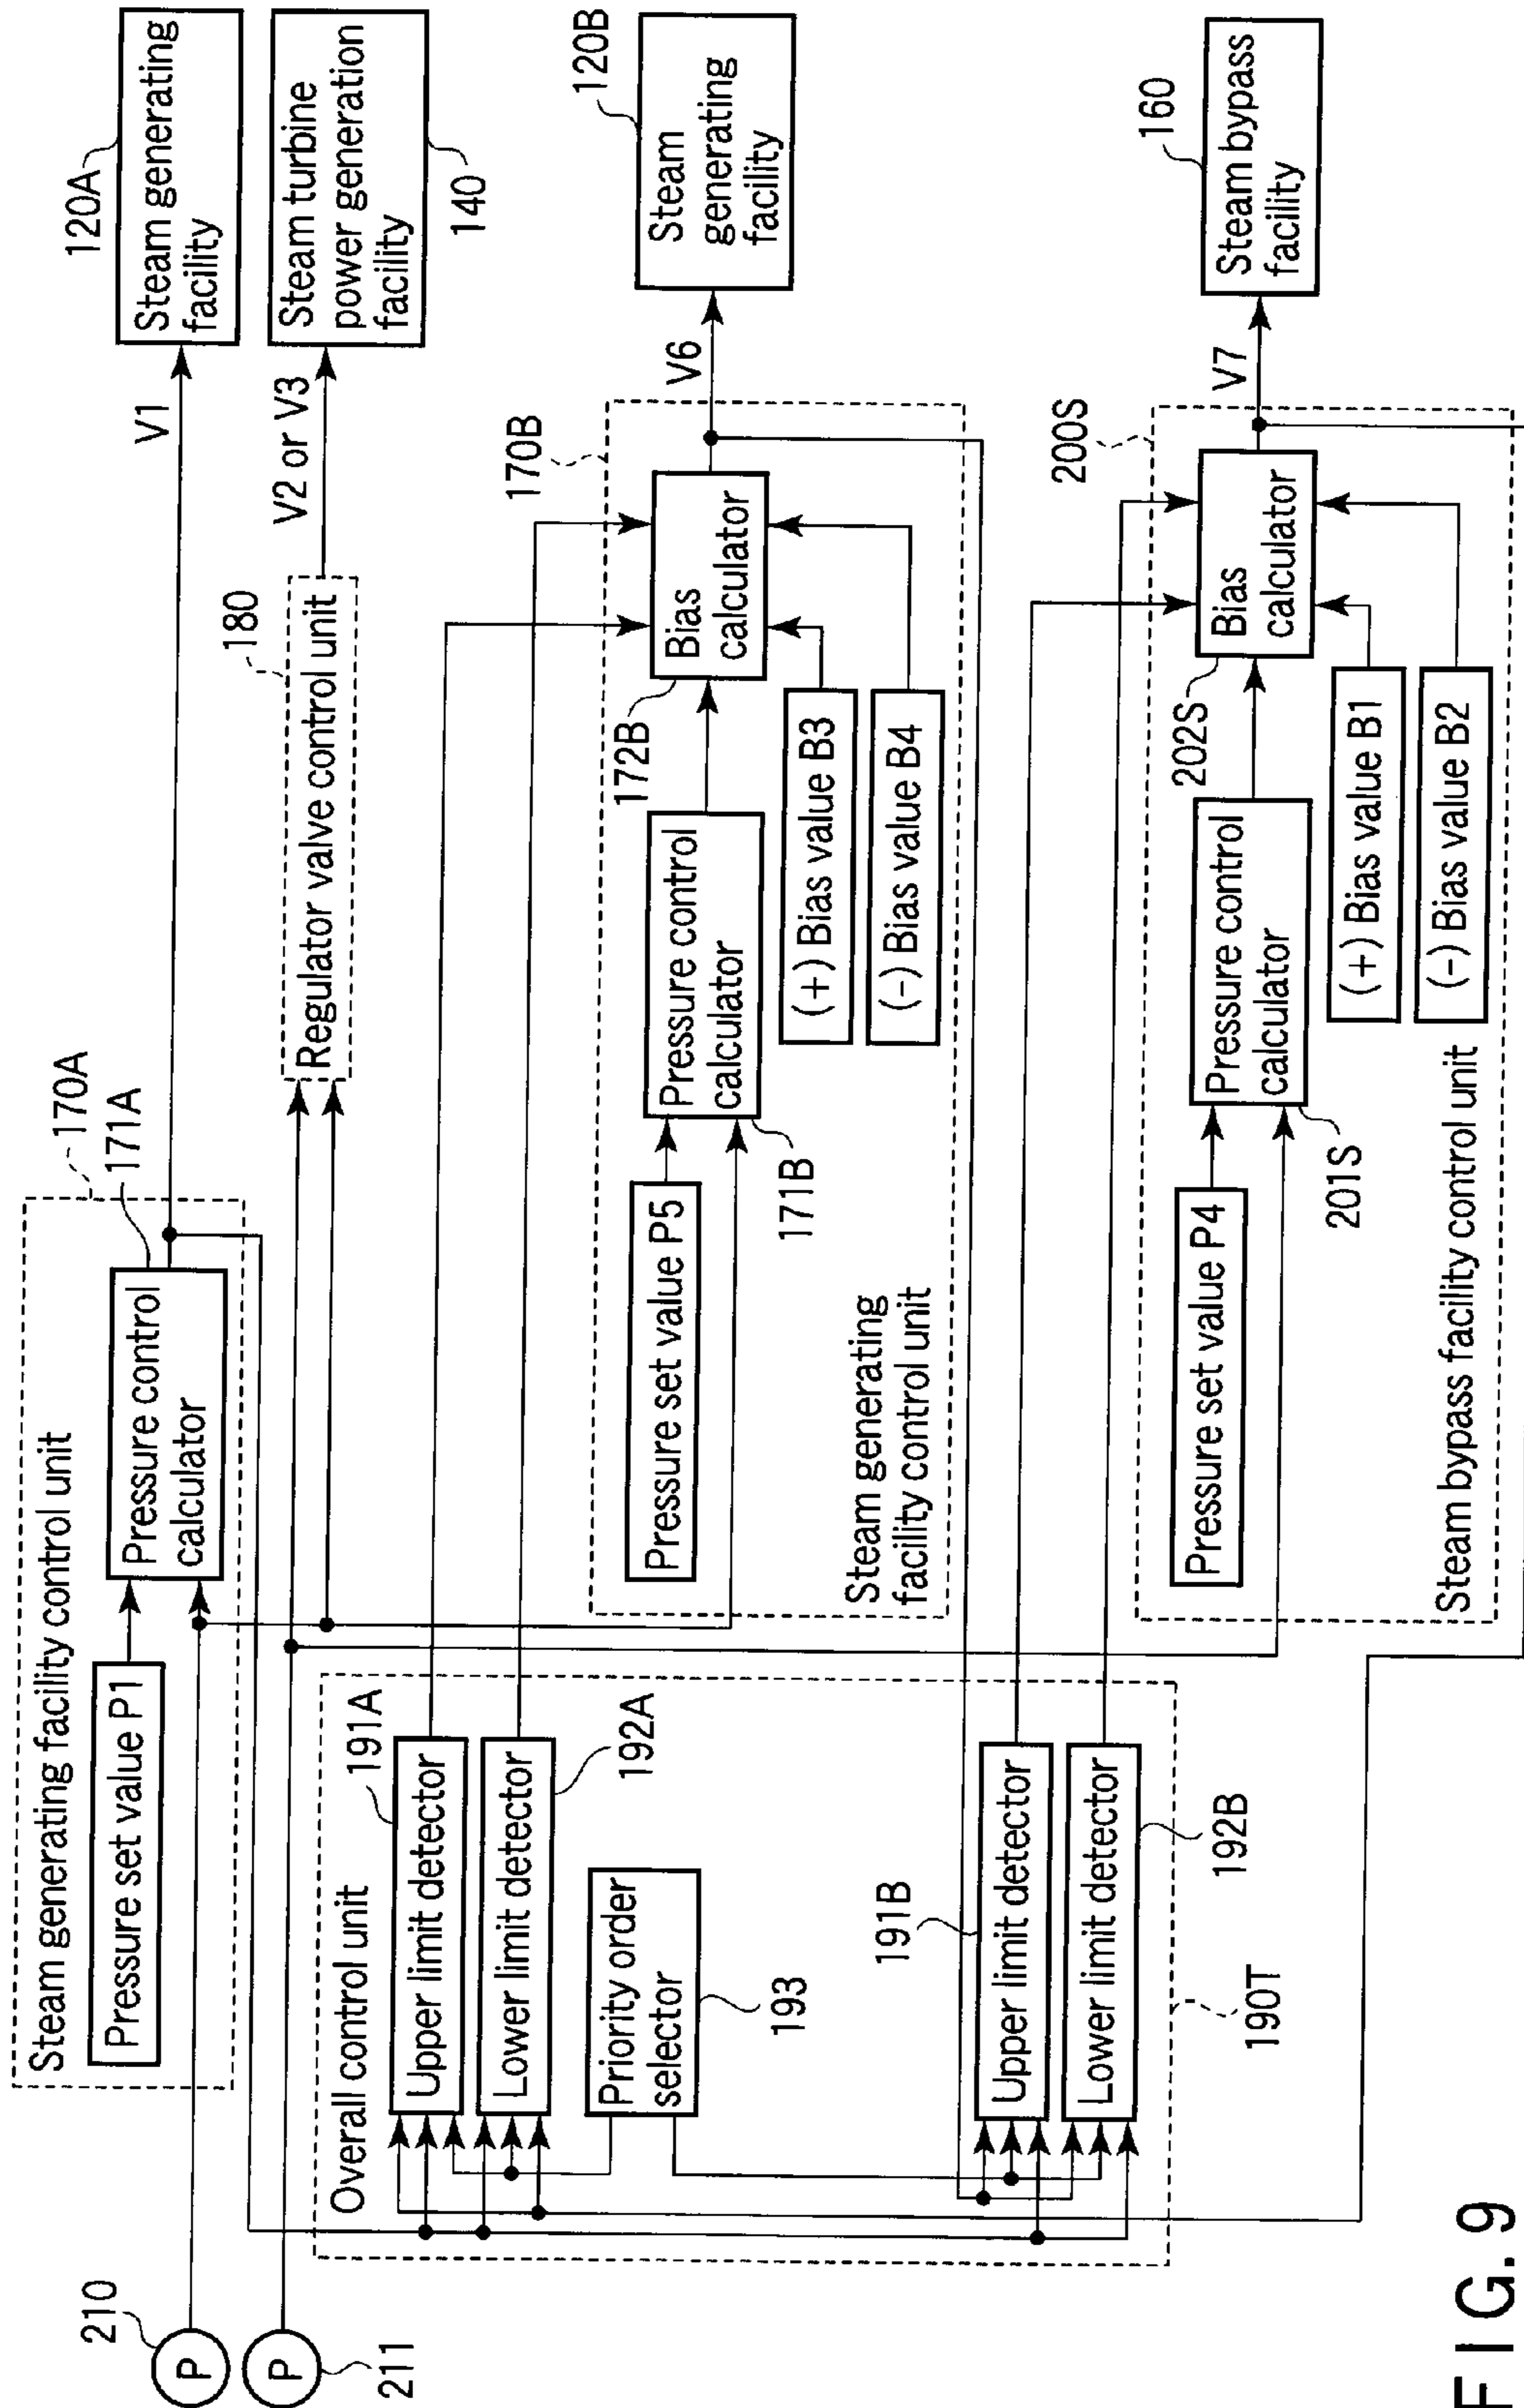 210
P
211
P
Steam generating facility control unit
170A
171A
Pressure set value P1
Pressure control
calculator
V1
120A
Steam generating
facility
180
Regulator valve control unit
V2 or V3
Steam turbine
power generation
facility
140
Overall control unit
191A
Upper limit detector
Lower limit detector
192A
Priority order
selector
193
191B
Upper limit detector
Lower limit detector
192B
190T
170B
Pressure set value P5
171B
Pressure control
calculator
172B
Bias
calculator
(+) Bias value B3
(-) Bias value B4
Steam generating
facility control unit
V6
120B
Steam
generating
facility
200S
Pressure set value P4
201S
Pressure control
calculator
202S
Bias
calculator
(+) Bias value B1
(-) Bias value B2
Steam bypass facility control unit
V7
160
Steam bypass
facility
FIG. 9